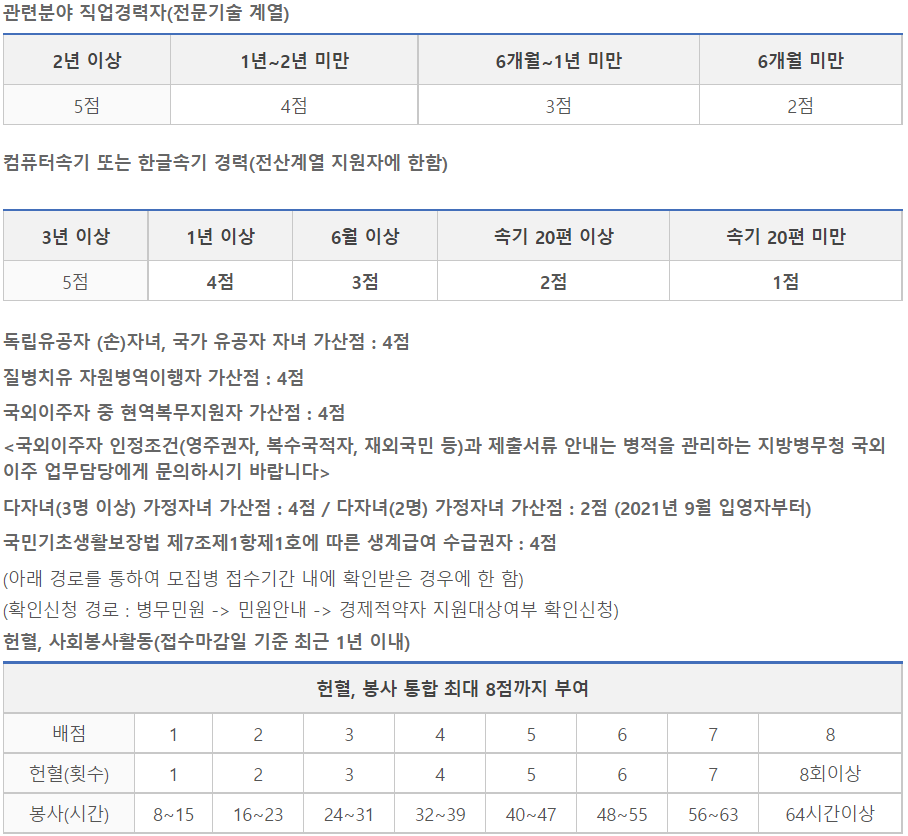 관련분야 직업경력자(전문기술 계열)
2년 이상 1년~2년 미만 6개월~1년 미만 6개월 미만
5점 4점 3점 2점
컴퓨터속기 또는 한글속기 경력(전산계열 지원자에 한함)
3년 이상 1년 이상 6월 이상 속기 20편 이상 속기 20편 미만
5점 4점 3점 2점 1점
독립유공자 (손)자녀, 국가 유공자 자녀 가산점 : 4점
질병치유 자원병역이행자 가산점 : 4점
국외이주자 중 현역복무지원자 가산점 : 4점
<국외이주자 인정조건(영주권자, 복수국적자, 재외국민 등)과 제출서류 안내는 병적을 관리하는 지방병무청 국외
이주 업무담당에게 문의하시기 바랍니다>
다자녀(3명 이상) 가정자녀 가산점 : 4점 / 다자녀(2명) 가정자녀 가산점 : 2점 (2021년 9월 입영자부터)
국민기초생활보장법 제7조제1항제1호에 따른 생계급여 수급권자 : 4점
(아래 경로를 통하여 모집병 접수기간 내에 확인받은 경우에 한 함)
(확인신청 경로 : 병무민원 -> 민원안내 -> 경제적약자 지원대상여부 확인신청)
헌혈, 사회봉사활동(접수마감일 기준 최근 1년 이내)
헌혈, 봉사 통합 최대 8점까지 부여
배점 1 2 3 4 5 6 7 8
헌혈(횟수) 1 2 3 4 5 6 7 8회이상
봉사(시간) 8~15 16~23 24~31 32~39 40~47 48~55 56~63 64시간이상